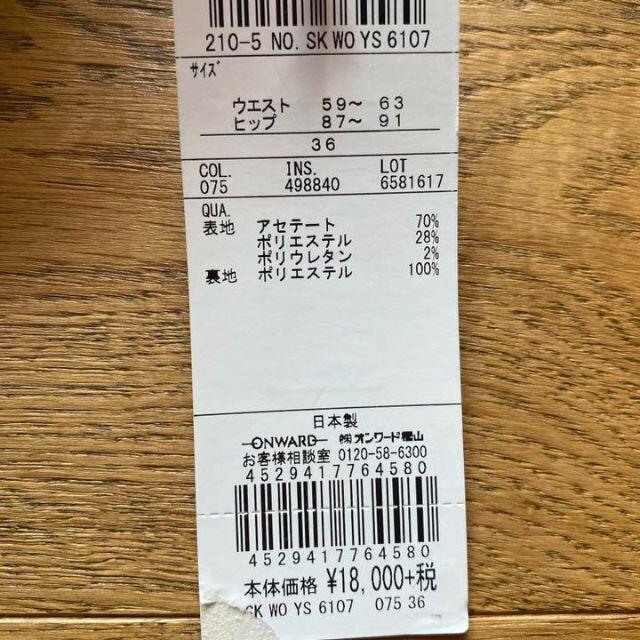 210-5 NO. SK WO YS 6107
サイズ
ウエスト 59~ 63
ヒップ 87~ 91
36
COL. INS. LOT
075 498840 6581617
QUA.
表地 アセテート 70%
ポリエステル 28%
ポリウレタン 2%
裏地 ポリエステル 100%
日本製
ONWARD ㈱オンワード樫山
お客様相談室 0120-58-6300
4529417764580
4529417764580
本体価格 ¥18,000+税
SK WO YS 6107 075 36